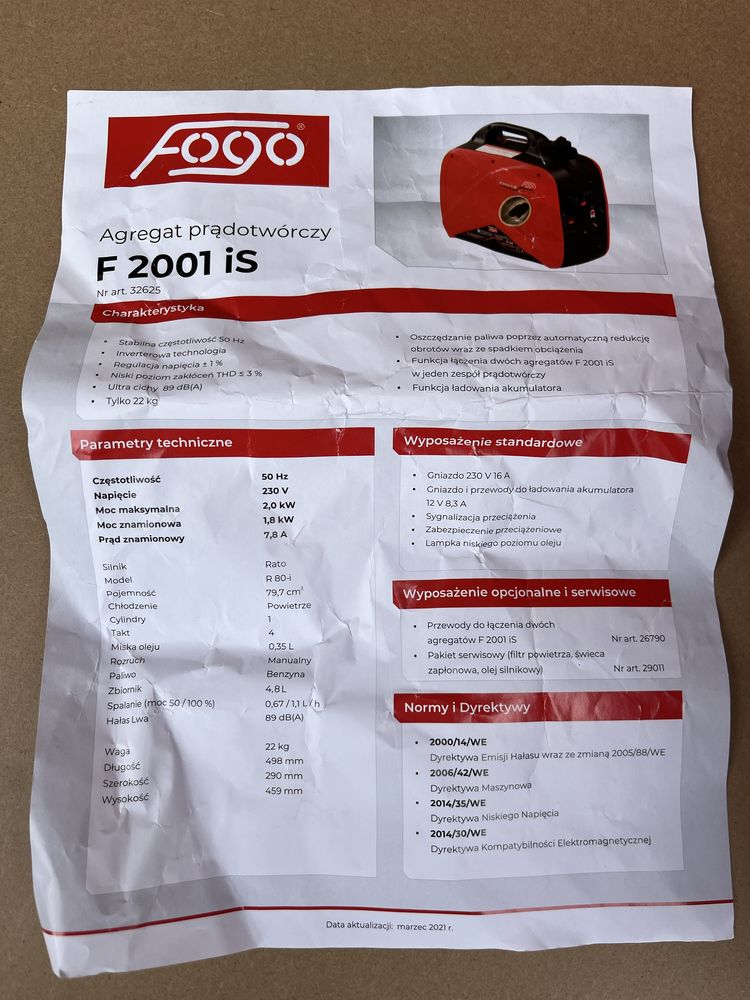 Fogo®
Agregat prądotwórczy
F 2001 iS
Nr art. 32625
Charakterystyka
• Stabilna częstotliwość 50 Hz
• Inwerterowa technologia
• Regulacja napięcia ± 1 %
• Niski poziom zakłóceń THD ≤ 3 %
• Ultra cichy 89 dB(A)
• Tylko 22 kg
• Oszczędzanie paliwa poprzez automatyczną redukcję
obrotów wraz ze spadkiem obciążenia
• Funkcja łączenia dwóch agregatów F 2001 iS
w jeden zespół prądotwórczy
• Funkcja ładowania akumulatora
Parametry techniczne
Częstotliwość 50 Hz
Napięcie 230 V
Moc maksymalna 2,0 kW
Moc znamionowa 1,8 kW
Prąd znamionowy 7,8 A
Silnik Rato
Model R 80-i
Pojemność 79,7 cm³
Chłodzenie Powietrze
Cylindry 1
Takt 4
Miska oleju 0,35 L
Rozruch Manualny
Paliwo Benzyna
Zbiornik 4,8 L
Spalanie (moc 50 / 100 %) 0,67 / 1,1 L / h
Hałas Lwa 89 dB(A)
Waga 22 kg
Długość 498 mm
Szerokość 290 mm
Wysokość 459 mm
Wyposażenie standardowe
• Gniazdo 230 V 16 A
• Gniazdo i przewody do ładowania akumulatora
12 V 8,3 A
• Sygnalizacja przeciążenia
• Zabezpieczenie przeciążeniowe
• Lampka niskiego poziomu oleju
Wyposażenie opcjonalne i serwisowe
• Przewody do łączenia dwóch
agregatów F 2001 iS Nr art. 26790
• Pakiet serwisowy (filtr powietrza, świeca
zapłonowa, olej silnikowy) Nr art. 29011
Normy i Dyrektywy
• 2000/14/WE
Dyrektywa Emisji Hałasu wraz ze zmianą 2005/88/WE
• 2006/42/WE
Dyrektywa Maszynowa
• 2014/35/WE
Dyrektywa Niskiego Napięcia
• 2014/30/WE
Dyrektywa Kompatybilności Elektromagnetycznej
Data aktualizacji: marzec 2021 r.